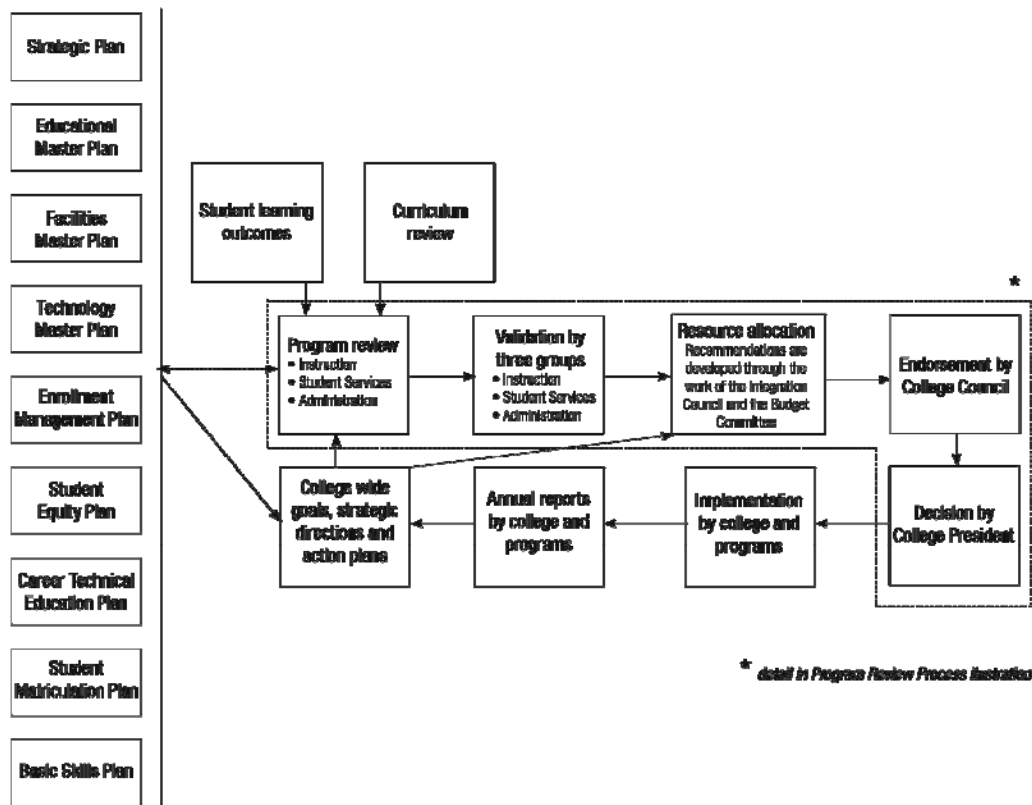 Strategic Plan
Educational
Master Plan
Facilities
Master Plan
Technology
Master Plan
Enrollment
Management Plan
Student
Equity Plan
Career Technical
Education Plan
Student
Matriculation Plan
Basic Skills Plan
Student learning
outcomes
Curriculum
review
*
Program review
• Instruction
• Student Services
• Administration
Validation by
three groups
• Instruction
• Student Services
• Administration
Resource allocation
Recommendations are
developed through the
work of the Integration
Council and the Budget
Committee
Endorsement by
College Council
College wide
goals, strategic
directions and
action plans
Annual reports
by college and
programs
Implementation
by college and
programs
Decision by
College President
* detail in Program Review Process illustration